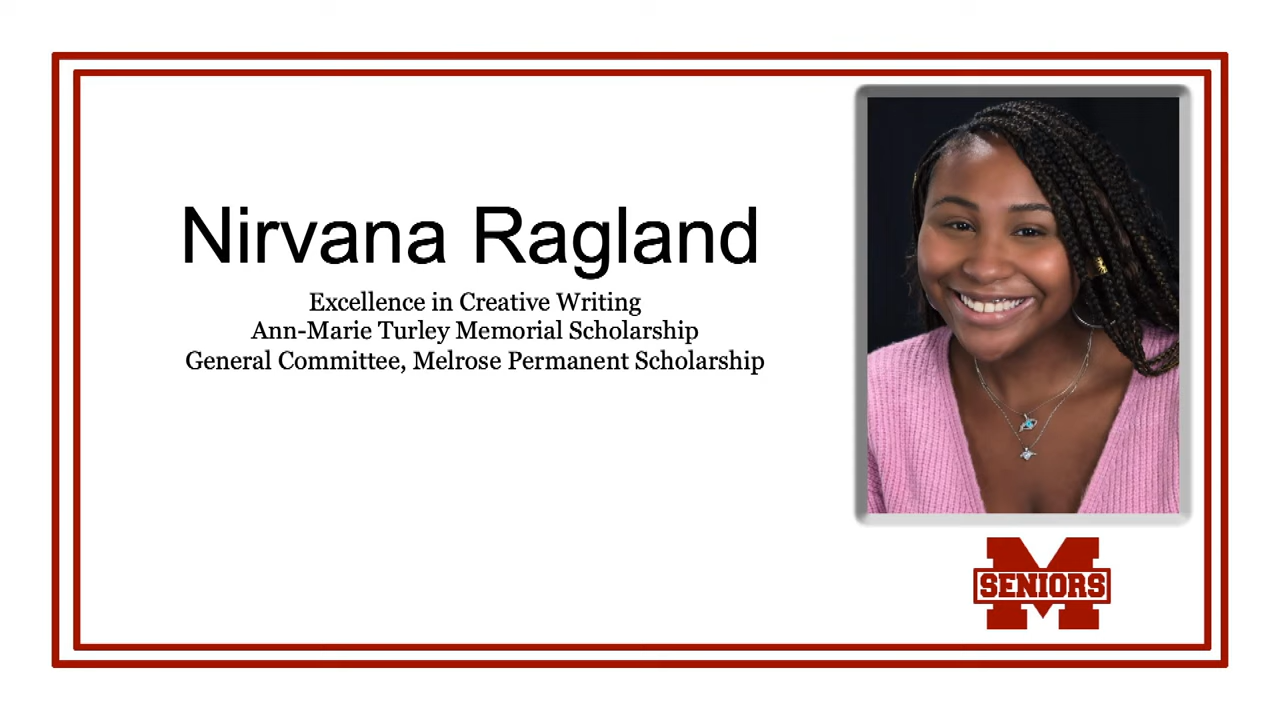 Nirvana Ragland
Excellence in Creative Writing
Ann-Marie Turley Memorial Scholarship
General Committee, Melrose Permanent Scholarship
M
SENIORS